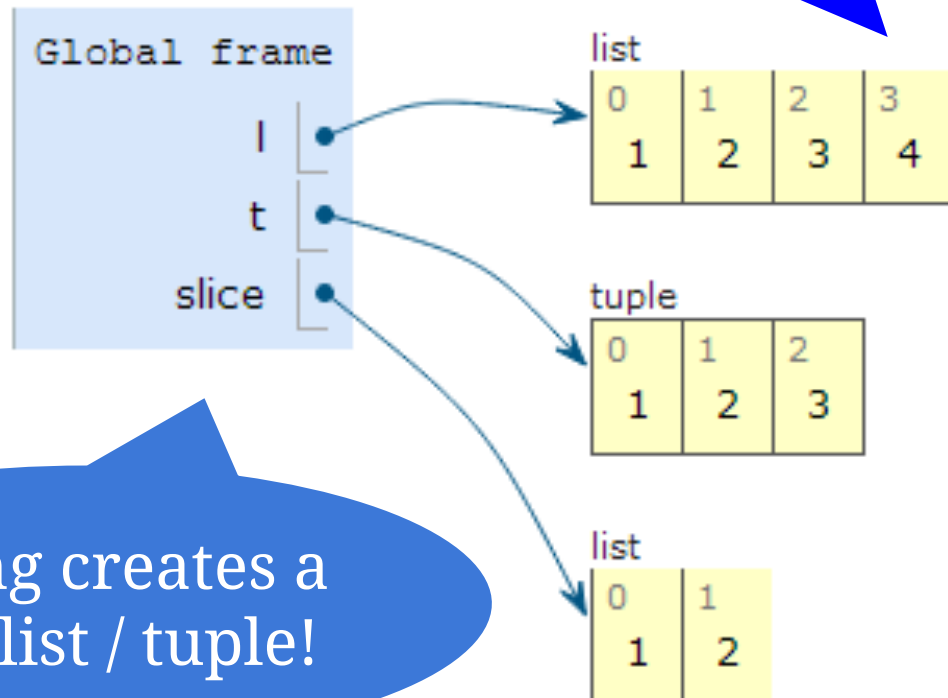 Global frame
l
t
slice
list
0 1 2 3
1 2 3 4
tuple
0 1 2
1 2 3
list
0 1
1 2
creates a
list / tuple!